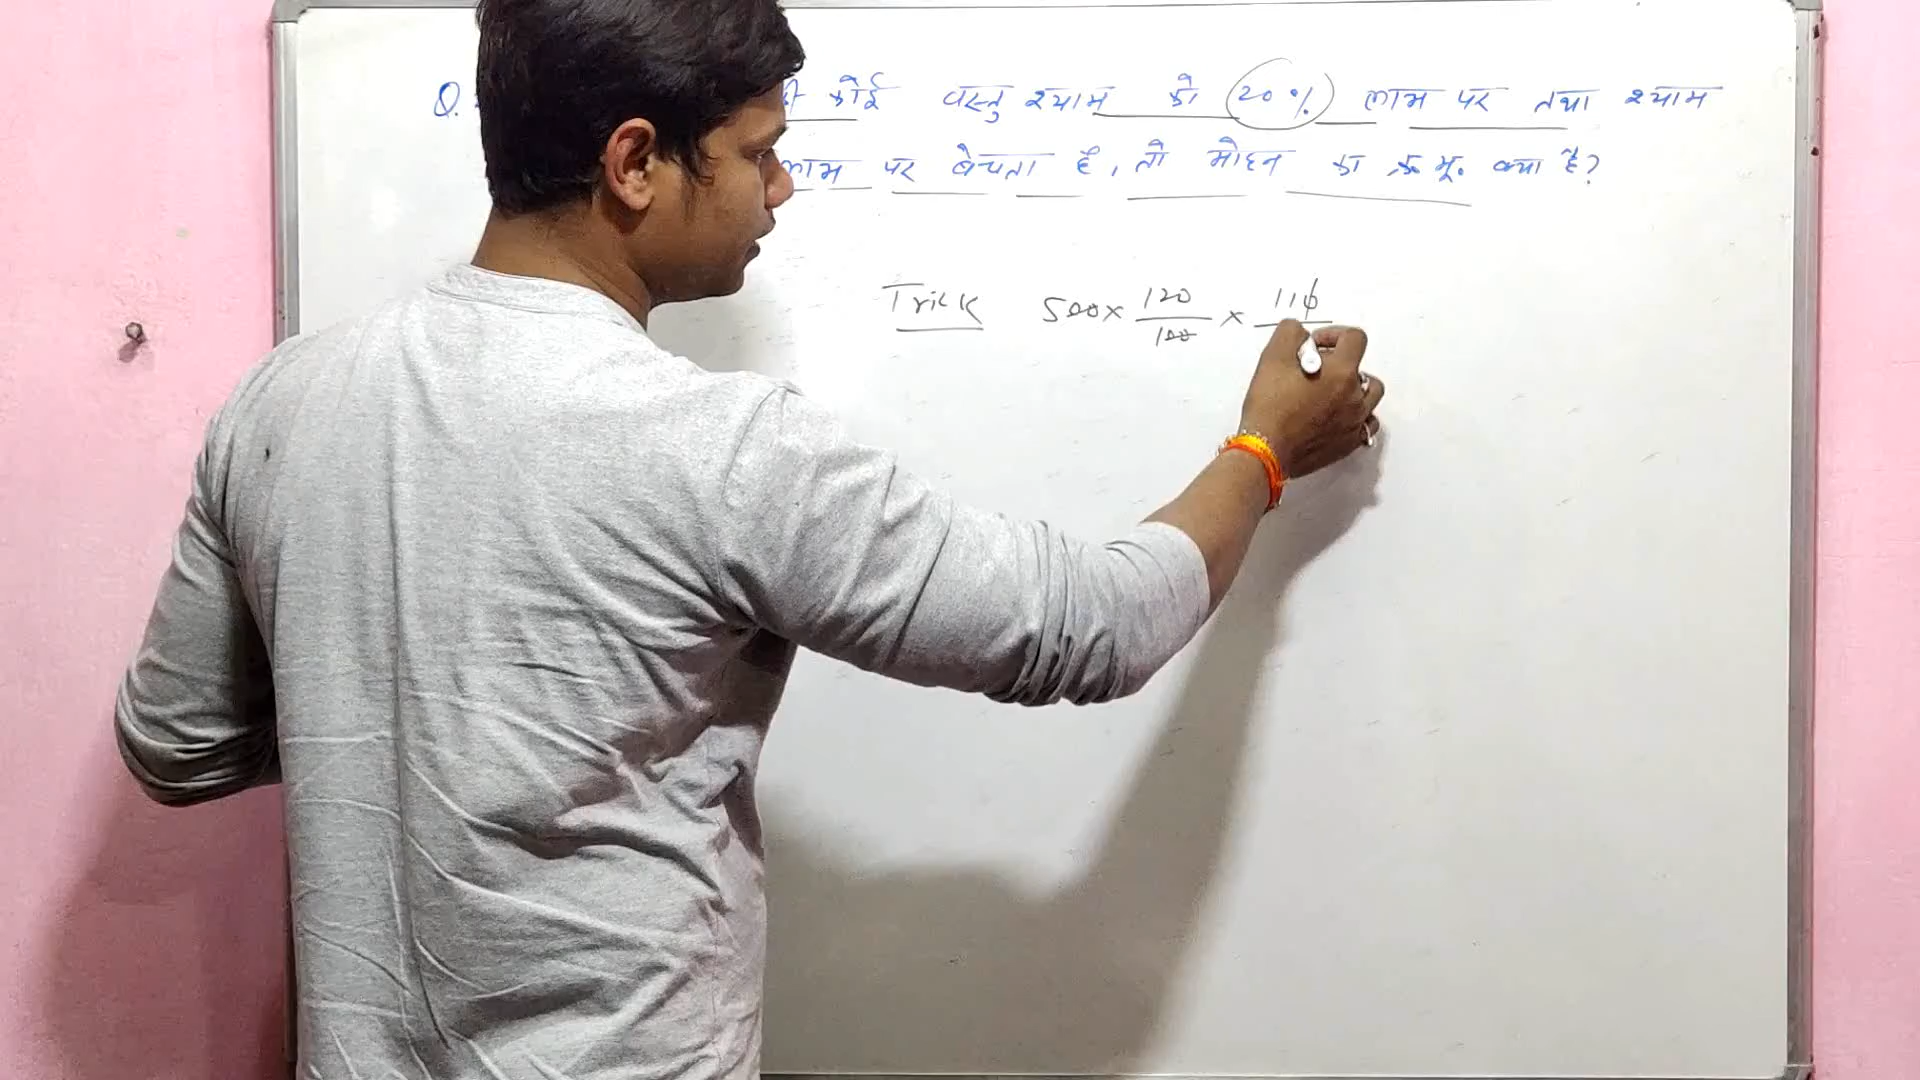 Q. कोई वस्तु श्याम को 20% लाभ पर तथा श्याम
लाभ पर बेचता है, तो मोहन का क्र. मू. क्या है?
Trick 500 × 120/100 × 110